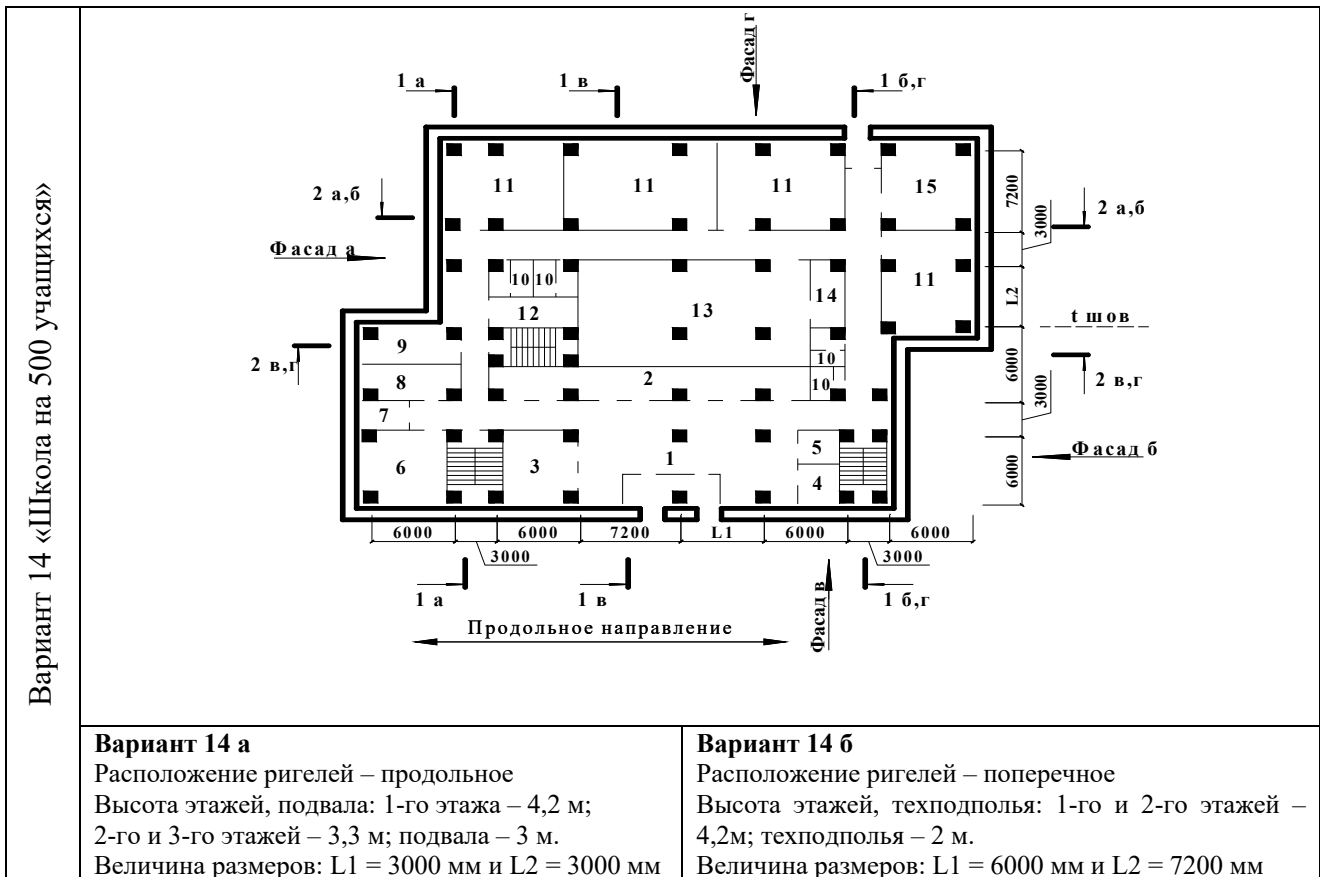 Вариант 14 «Школа на 500 учащихся»
Фасад г
1 а
1 в
1 б,г
11
11
11
15
7200
2 а,б
2 а,б
3000
Фасад а
10
10
14
11
L2
13
12
t шов
9
6000
2 в,г
10
2 в,г
8
2
10
3000
7
5
Фасад б
6
3
1
6000
4
6000
6000
7200
L1
6000
6000
3000
3000
1 а
1 в
Фасад в
1 б,г
Продольное направление
Вариант 14 а
Расположение ригелей – продольное
Высота этажей, подвала: 1-го этажа – 4,2 м;
2-го и 3-го этажей – 3,3 м; подвала – 3 м.
Величина размеров: L1 = 3000 мм и L2 = 3000 мм
Вариант 14 б
Расположение ригелей – поперечное
Высота этажей, техподполья: 1-го и 2-го этажей –
4,2м; техподполья – 2 м.
Величина размеров: L1 = 6000 мм и L2 = 7200 мм